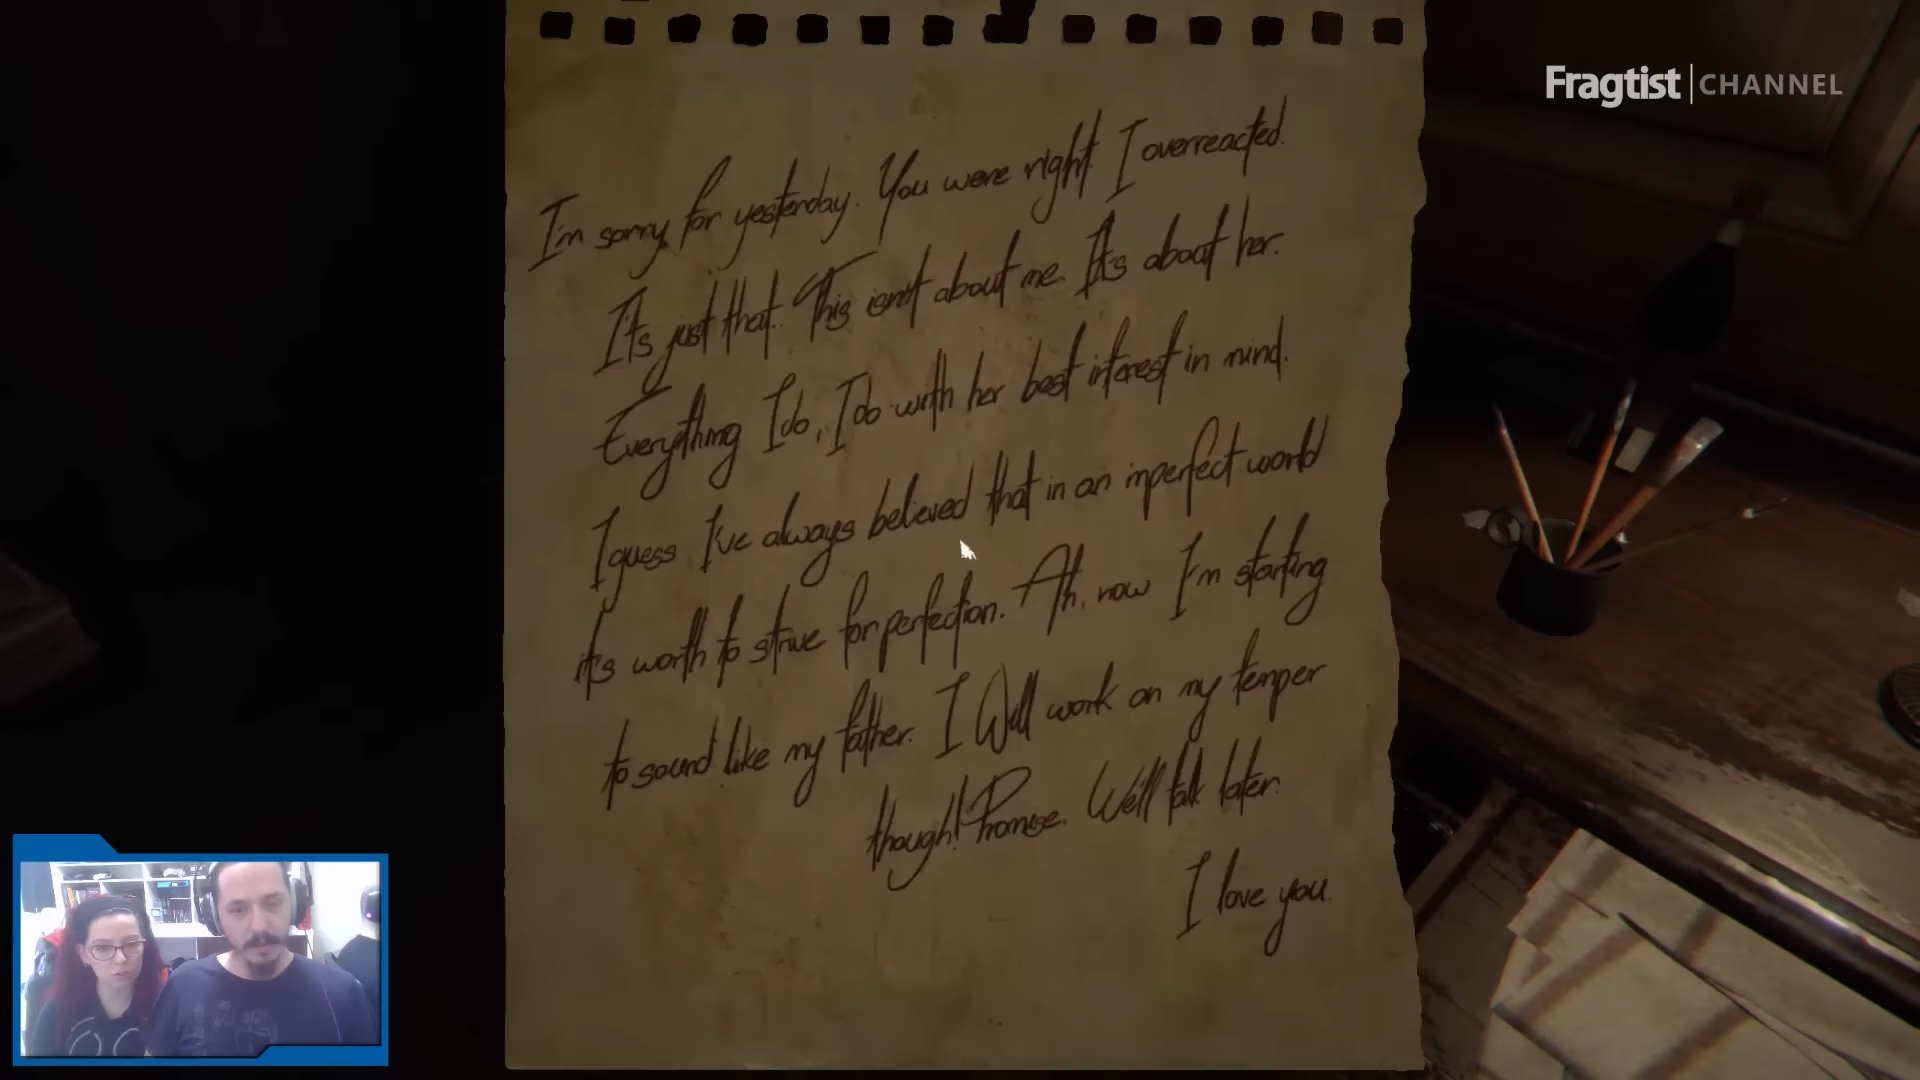 Fragtist | CHANNEL
I'm sorry for yesterday. You were right. I overreacted.
It's just that. This isn't about me. It's about her.
Everything I do, I do with her best interest in mind.
I guess I've always believed that in an imperfect world
it's worth to strive for perfection. Ah, now I'm starting
to sound like my father. I Will work on my temper
though! Promise. We'll talk later.
I love you.